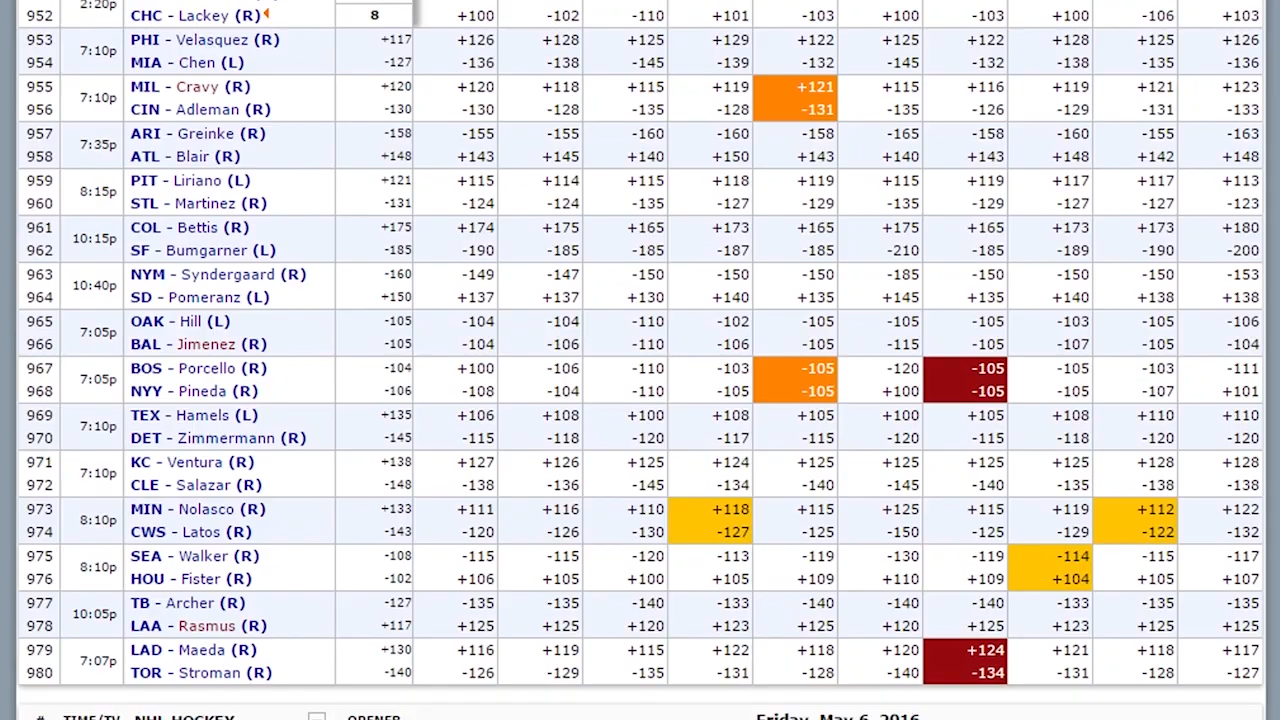 2:20p
952 CHC - Lackey (R) 8 +100 -102 -110 +101 -103 +100 -103 +100 -106 +103
953 PHI - Velasquez (R) +117 +126 +128 +125 +129 +122 +125 +122 +128 +125 +126
7:10p
954 MIA - Chen (L) -127 -136 -138 -145 -139 -132 -145 -132 -138 -135 -136
955 MIL - Cravy (R) +120 +120 +118 +115 +119 +121 +115 +116 +119 +121 +123
7:10p
956 CIN - Adleman (R) -130 -130 -128 -135 -128 -131 -135 -126 -129 -131 -133
957 ARI - Greinke (R) -158 -155 -155 -160 -160 -158 -165 -158 -160 -155 -163
7:35p
958 ATL - Blair (R) +148 +143 +145 +140 +150 +143 +140 +143 +148 +142 +148
959 PIT - Liriano (L) +121 +115 +114 +115 +118 +119 +115 +119 +117 +117 +113
8:15p
960 STL - Martinez (R) -131 -124 -124 -135 -127 -129 -135 -129 -127 -127 -123
961 COL - Bettis (R) +175 +174 +175 +165 +173 +165 +175 +165 +173 +173 +180
10:15p
962 SF - Bumgarner (L) -185 -190 -185 -185 -187 -185 -210 -185 -189 -190 -200
963 NYM - Syndergaard (R) -160 -149 -147 -150 -150 -150 -185 -150 -150 -150 -153
10:40p
964 SD - Pomeranz (L) +150 +137 +137 +130 +140 +135 +145 +135 +140 +138 +138
965 OAK - Hill (L) -105 -104 -104 -110 -102 -105 -105 -105 -103 -105 -106
7:05p
966 BAL - Jimenez (R) -105 -104 -106 -110 -106 -105 -115 -105 -107 -105 -104
967 BOS - Porcello (R) -104 +100 -106 -110 -103 -105 -120 -105 -105 -103 -111
7:05p
968 NYY - Pineda (R) -106 -108 -104 -110 -105 -105 +100 -105 -105 -107 +101
969 TEX - Hamels (L) +135 +106 +108 +100 +108 +105 +100 +105 +108 +110 +110
7:10p
970 DET - Zimmermann (R) -145 -115 -118 -120 -117 -115 -120 -115 -118 -120 -120
971 KC - Ventura (R) +138 +127 +126 +125 +124 +125 +125 +125 +125 +128 +128
7:10p
972 CLE - Salazar (R) -148 -138 -136 -145 -134 -140 -145 -140 -135 -138 -138
973 MIN - Nolasco (R) +133 +111 +116 +110 +118 +115 +125 +115 +119 +112 +122
8:10p
974 CWS - Latos (R) -143 -120 -126 -130 -127 -125 -150 -125 -129 -122 -132
975 SEA - Walker (R) -108 -115 -115 -120 -113 -119 -130 -119 -114 -115 -117
8:10p
976 HOU - Fister (R) -102 +106 +105 +100 +105 +109 +110 +109 +104 +105 +107
977 TB - Archer (R) -127 -135 -135 -140 -133 -140 -140 -140 -133 -135 -135
10:05p
978 LAA - Rasmus (R) +117 +125 +125 +120 +123 +125 +120 +125 +123 +125 +125
979 LAD - Maeda (R) +130 +116 +119 +115 +122 +118 +120 +124 +121 +118 +117
7:07p
980 TOR - Stroman (R) -140 -126 -129 -135 -131 -128 -140 -134 -131 -128 -127
# TIME/TV NHL HOCKEY OPENER Friday, May 6, 2016